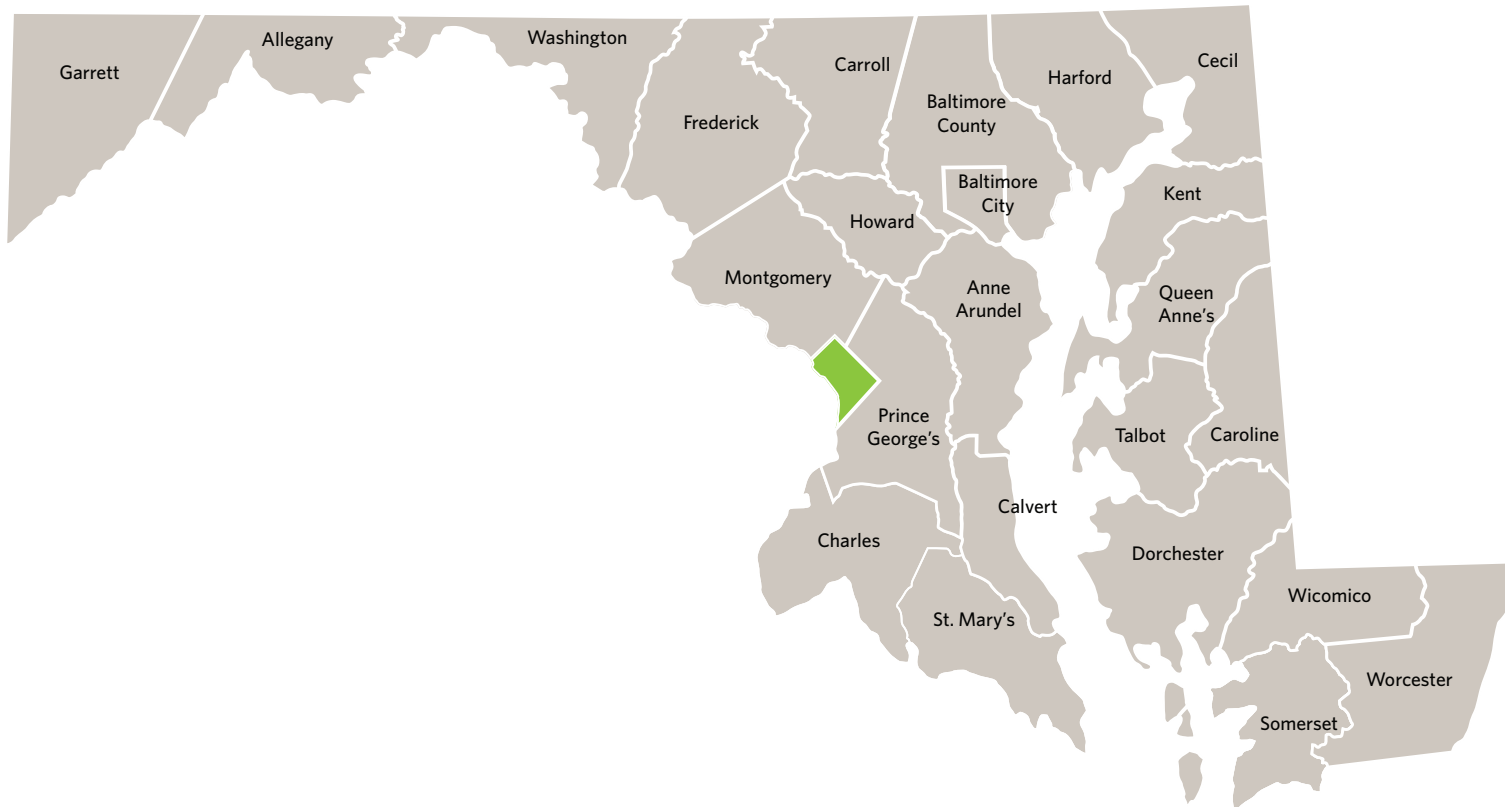 Garrett
Allegany
Washington
Frederick
Carroll
Baltimore
County
Harford
Cecil
Baltimore
City
Kent
Howard
Montgomery
Anne
Arundel
Queen
Anne’s
Prince
George’s
Talbot
Caroline
Calvert
Charles
Dorchester
St. Mary’s
Wicomico
Worcester
Somerset